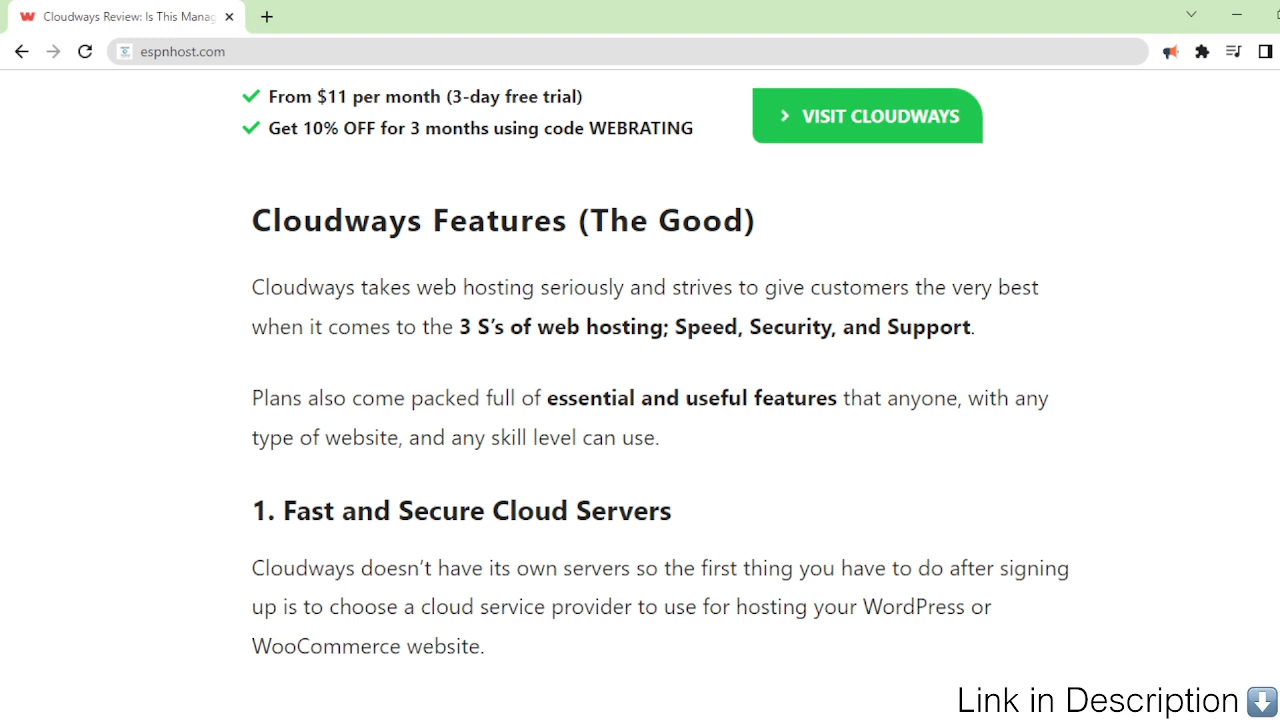 Cloudways Review: Is This Manag
espnhost.com
From $11 per month (3-day free trial)
Get 10% OFF for 3 months using code WEBRATING
VISIT CLOUDWAYS
Cloudways Features (The Good)
Cloudways takes web hosting seriously and strives to give customers the very best
when it comes to the 3 S’s of web hosting; Speed, Security, and Support.
Plans also come packed full of essential and useful features that anyone, with any
type of website, and any skill level can use.
1. Fast and Secure Cloud Servers
Cloudways doesn’t have its own servers so the first thing you have to do after signing
up is to choose a cloud service provider to use for hosting your WordPress or
WooCommerce website.
Link in Description